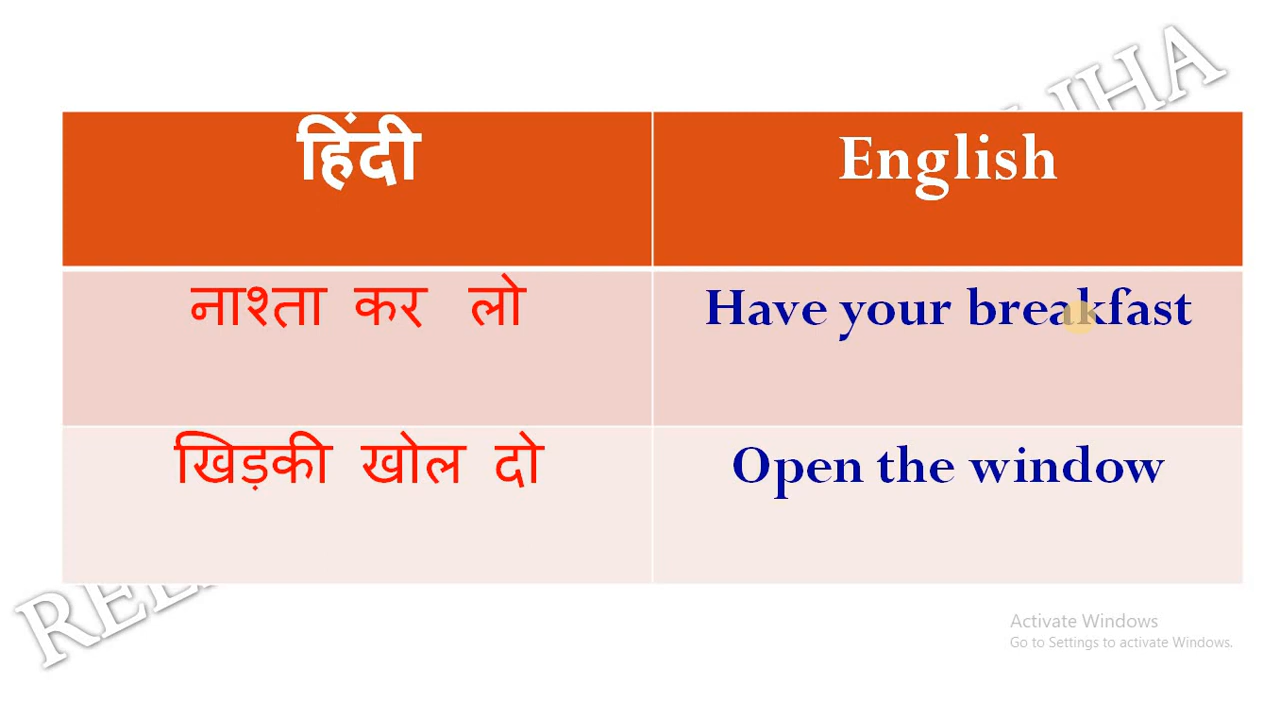 हिंदी
English
नाश्ता कर लो
Have your breakfast
खिड़की खोल दो
Open the window
Activate Windows
Go to Settings to activate Windows.